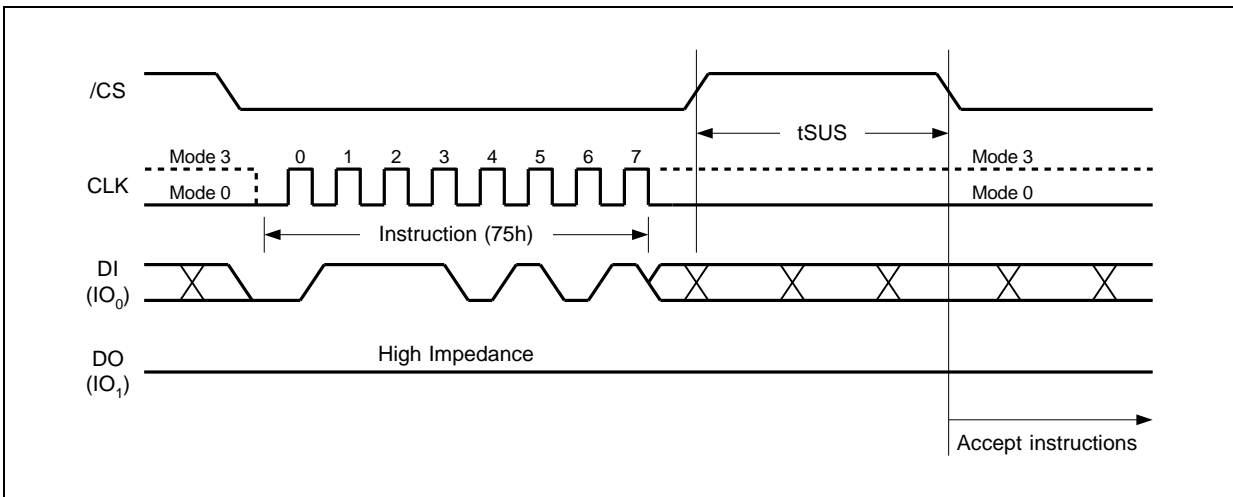 /CS
tSUS
Mode 3 0 1 2 3 4 5 6 7 Mode 3
CLK
Mode 0 Mode 0
Instruction (75h)
DI
(IO0)
High Impedance
DO
(IO1)
Accept instructions